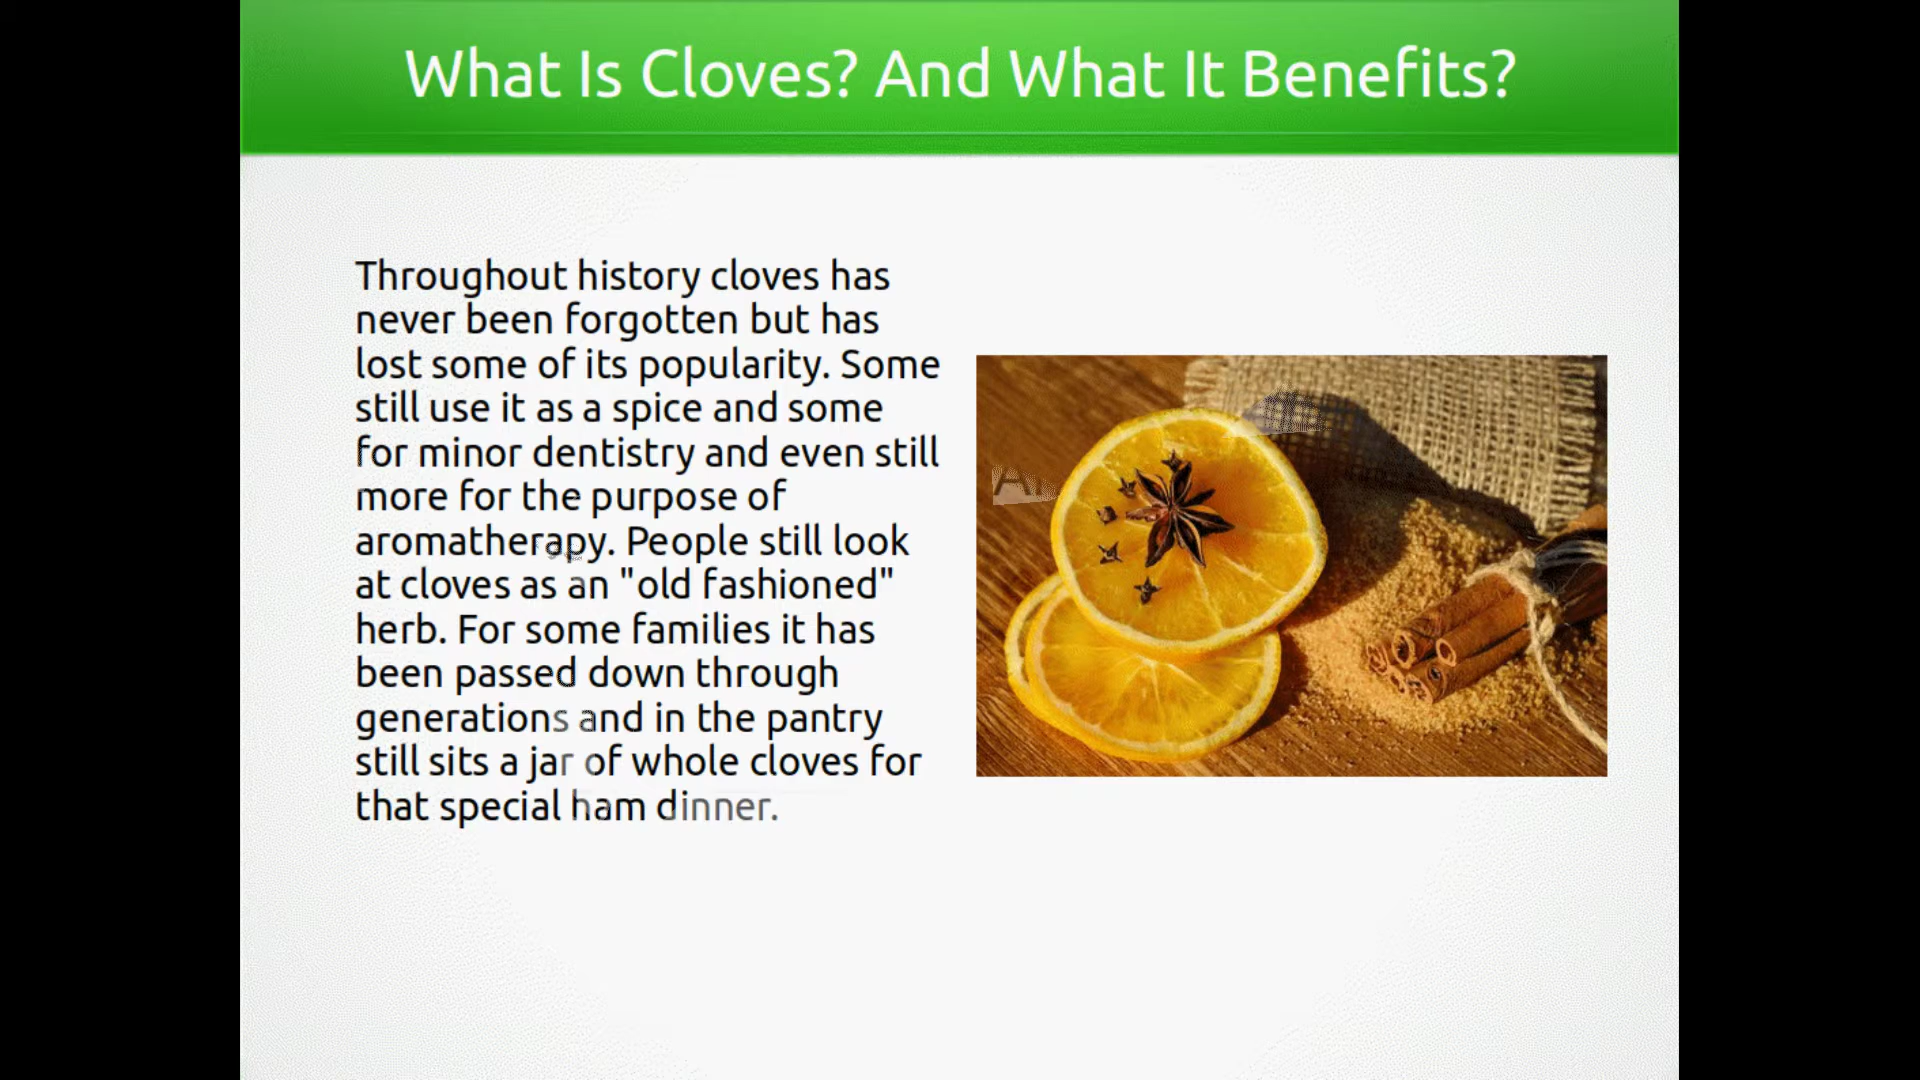 What Is Cloves? And What It Benefits?
Throughout history cloves has
never been forgotten but has
lost some of its popularity. Some
still use it as a spice and some
for minor dentistry and even still
more for the purpose of
aromatherapy. People still look
at cloves as an "old fashioned"
herb. For some families it has
been passed down through
generations and in the pantry
still sits a jar of whole cloves for
that special ham dinner.